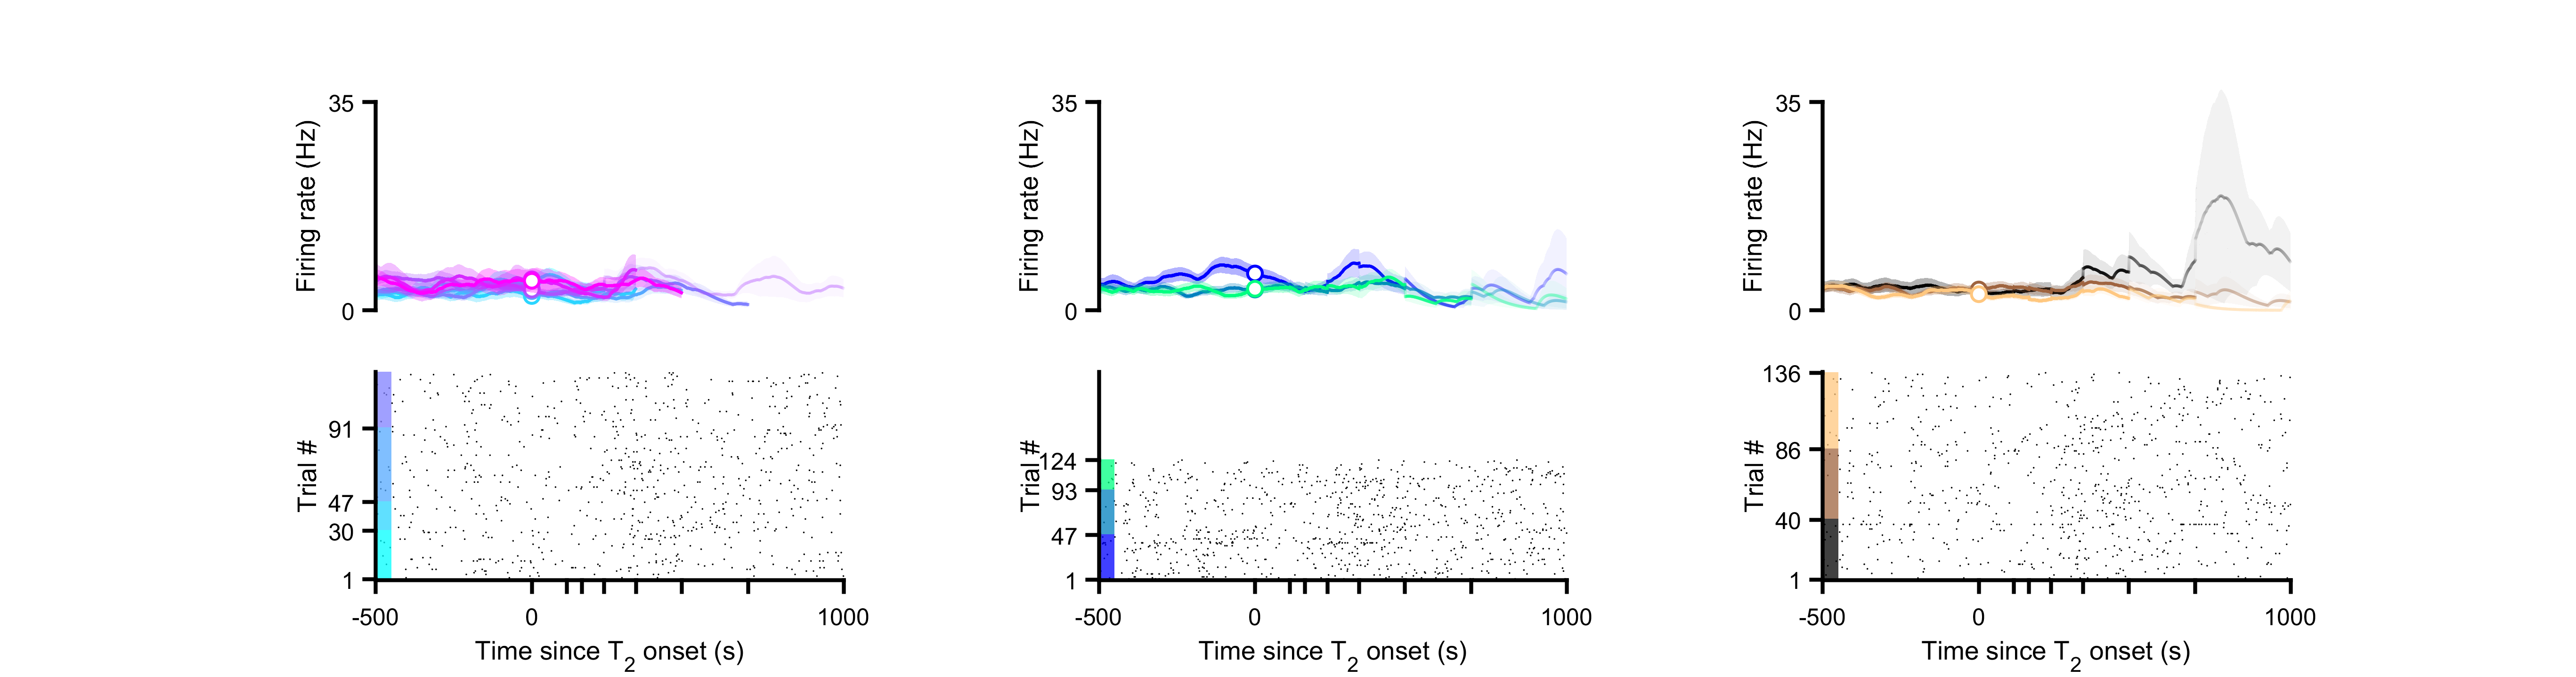 35
Firing rate (Hz)
0
91
47
30
1
Trial #
-500 0 1000
Time since T2 onset (s)
35
Firing rate (Hz)
0
124
93
47
1
Trial #
-500 0 1000
Time since T2 onset (s)
35
Firing rate (Hz)
0
136
86
40
1
Trial #
-500 0 1000
Time since T2 onset (s)